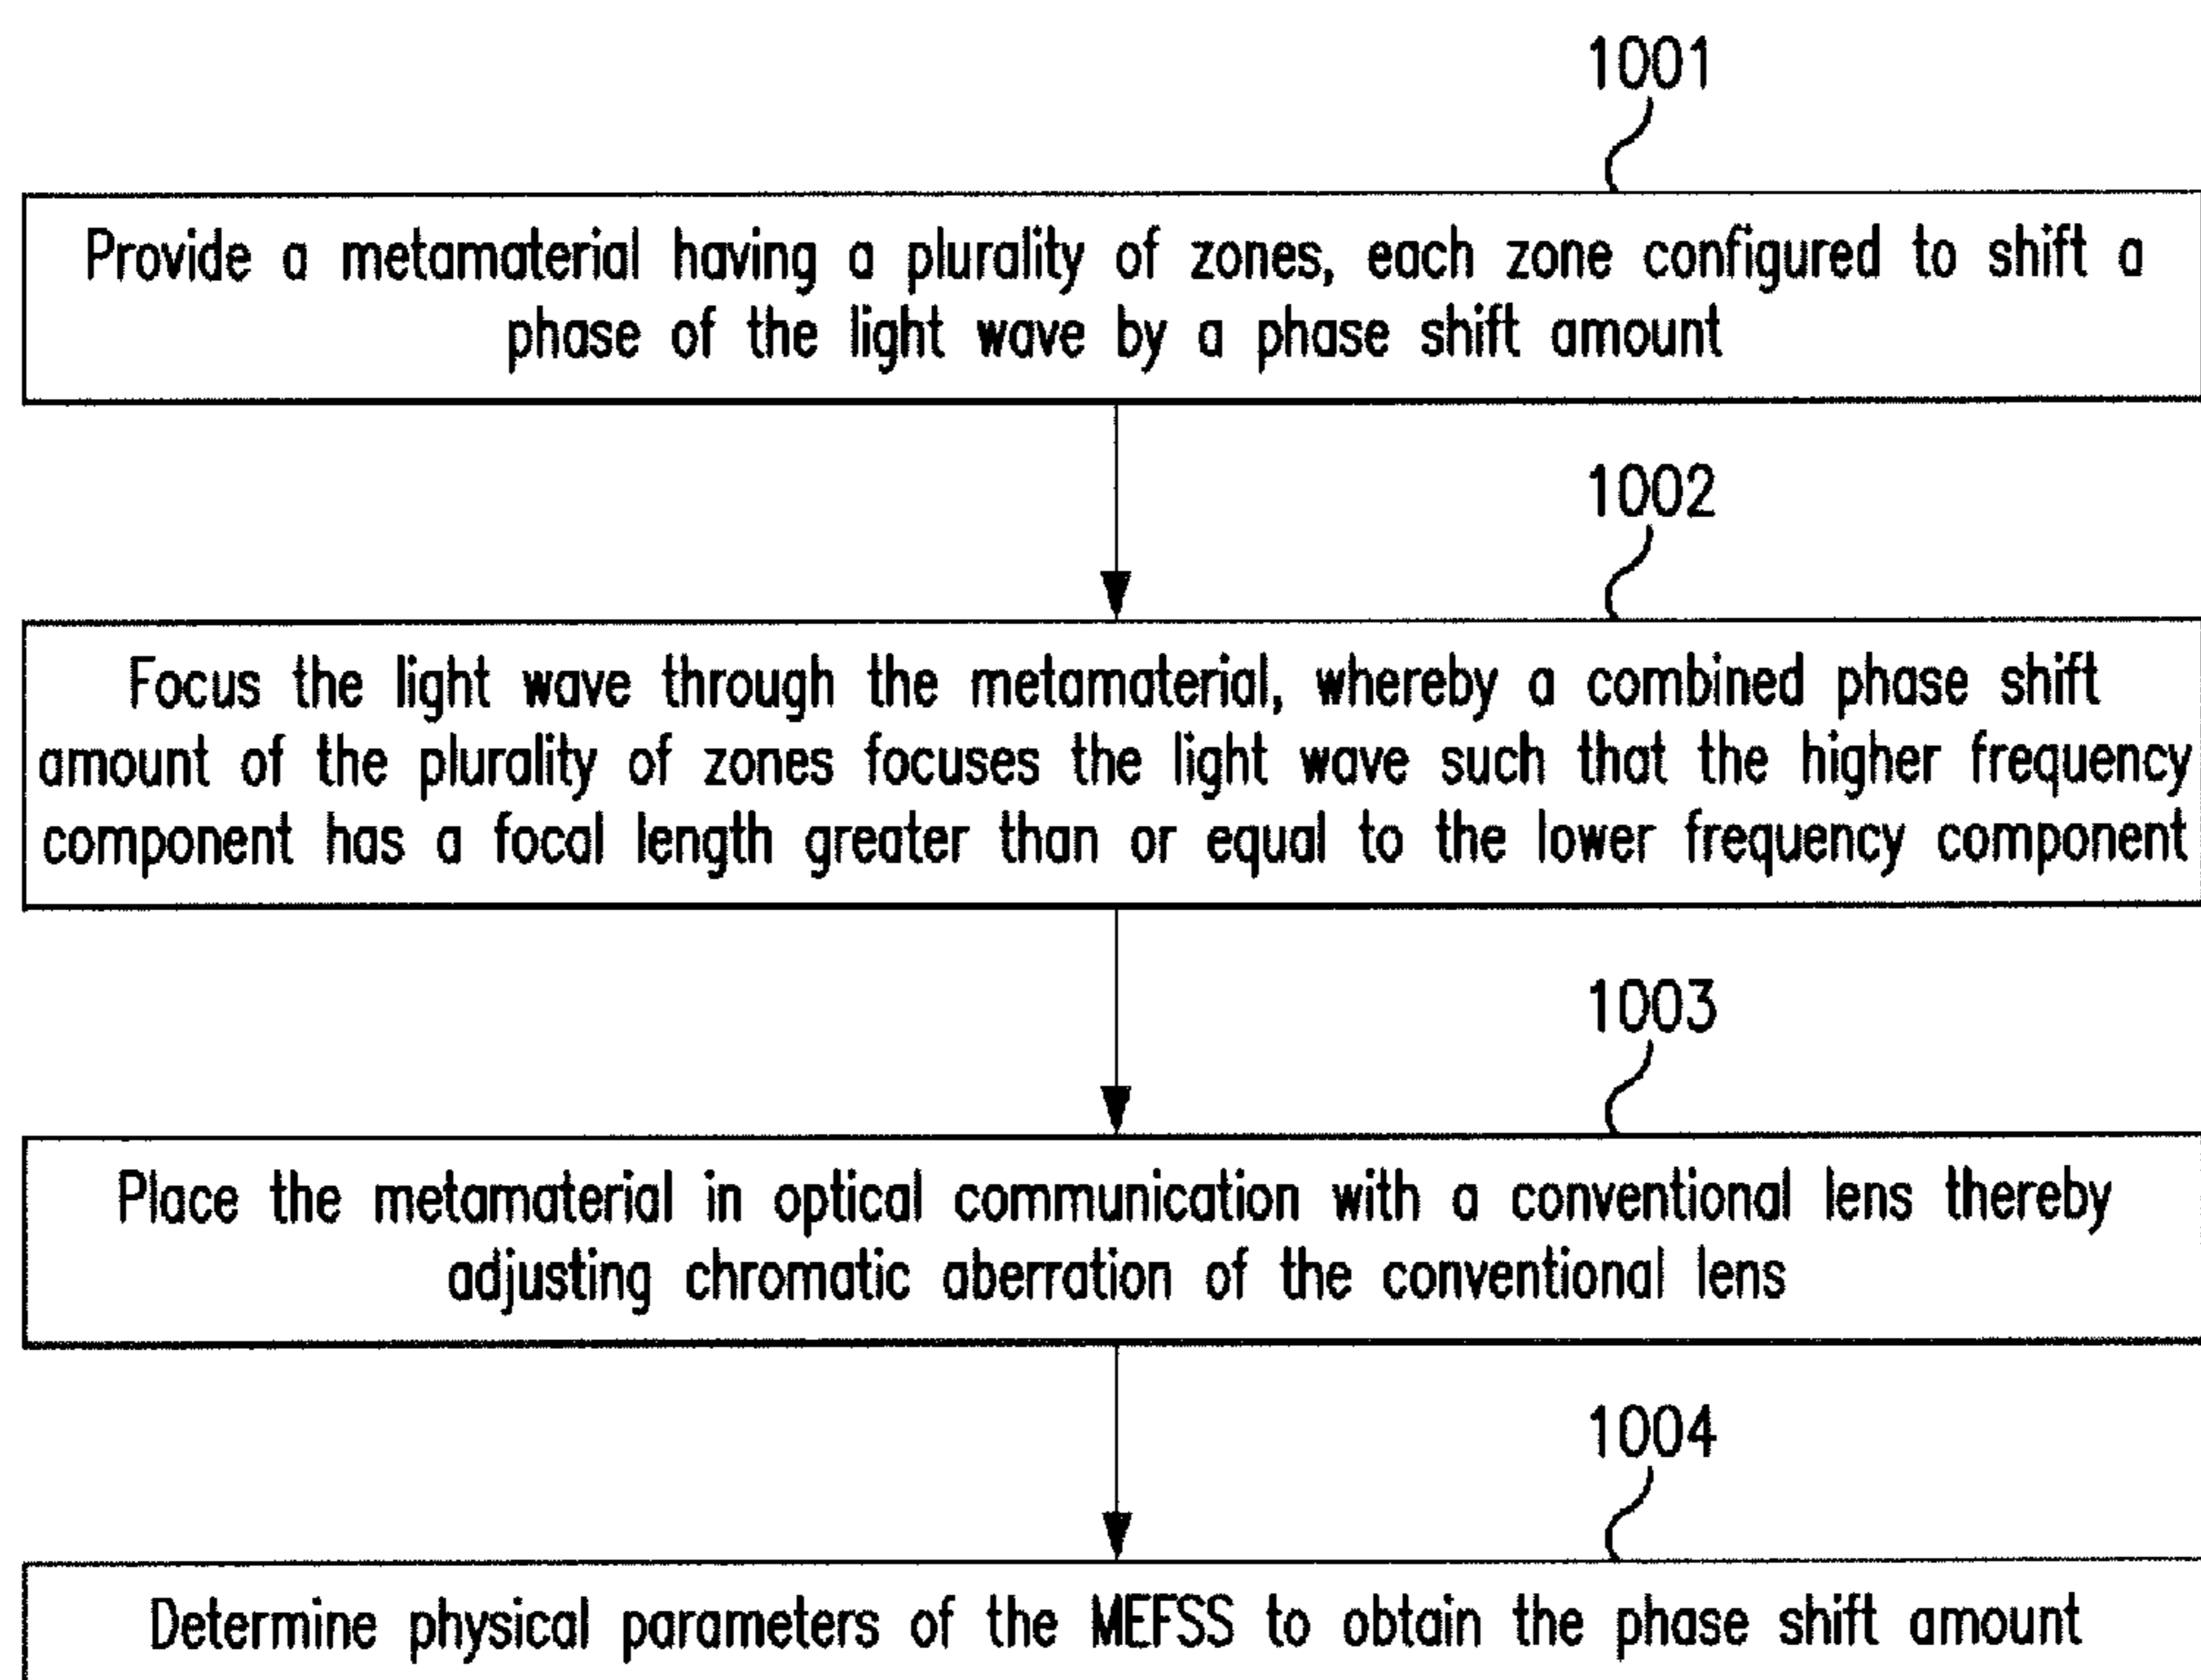 1001
Provide a metamaterial having a plurality of zones, each zone configured to shift a
phase of the light wave by a phase shift amount
1002
Focus the light wave through the metamaterial, whereby a combined phase shift
amount of the plurality of zones focuses the light wave such that the higher frequency
component has a focal length greater than or equal to the lower frequency component
1003
Place the metamaterial in optical communication with a conventional lens thereby
adjusting chromatic aberration of the conventional lens
1004
Determine physical parameters of the MEFSS to obtain the phase shift amount